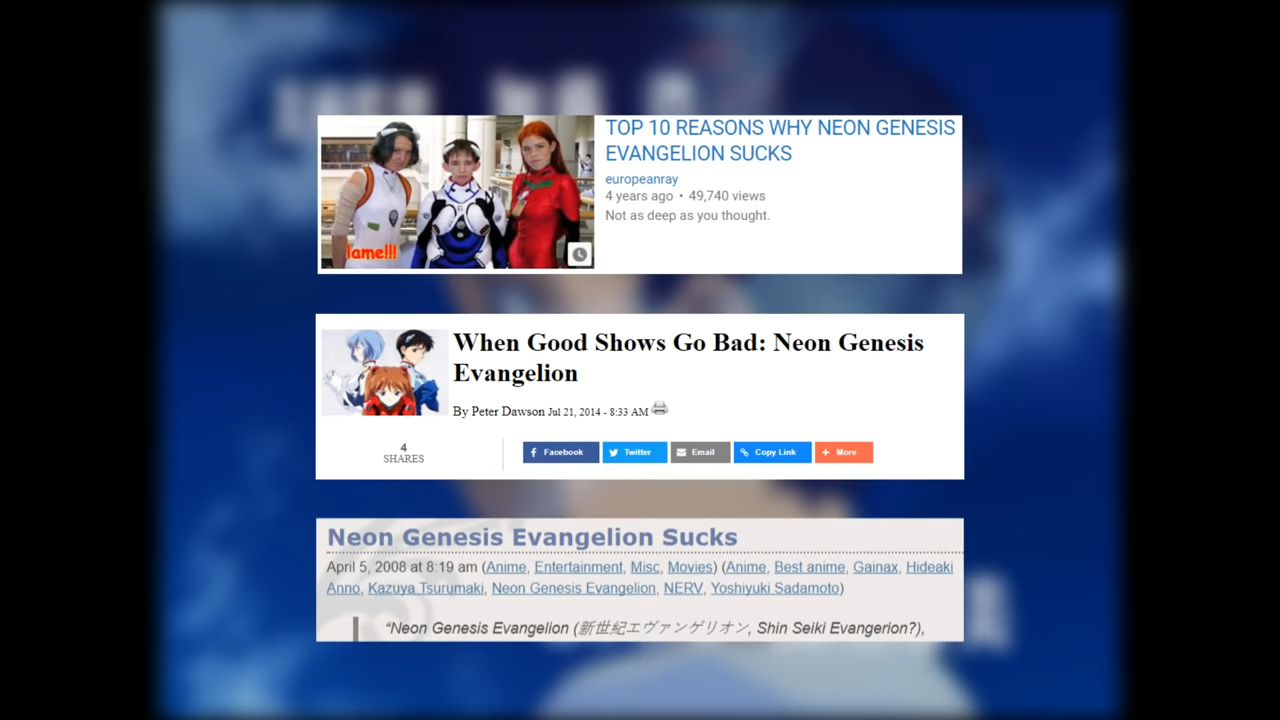 TOP 10 REASONS WHY NEON GENESIS
EVANGELION SUCKS
europeanray
4 years ago • 49,740 views
Not as deep as you thought.
lame!!!
When Good Shows Go Bad: Neon Genesis
Evangelion
By Peter Dawson Jul 21, 2014 - 8:33 AM
4
SHARES
Facebook
Twitter
Email
Copy Link
More
Neon Genesis Evangelion Sucks
April 5, 2008 at 8:19 am (Anime, Entertainment, Misc, Movies) (Anime, Best anime, Gainax, Hideaki
Anno, Kazuya Tsurumaki, Neon Genesis Evangelion, NERV, Yoshiyuki Sadamoto)
“Neon Genesis Evangelion (新世紀エヴァンゲリオン, Shin Seiki Evangerion?),